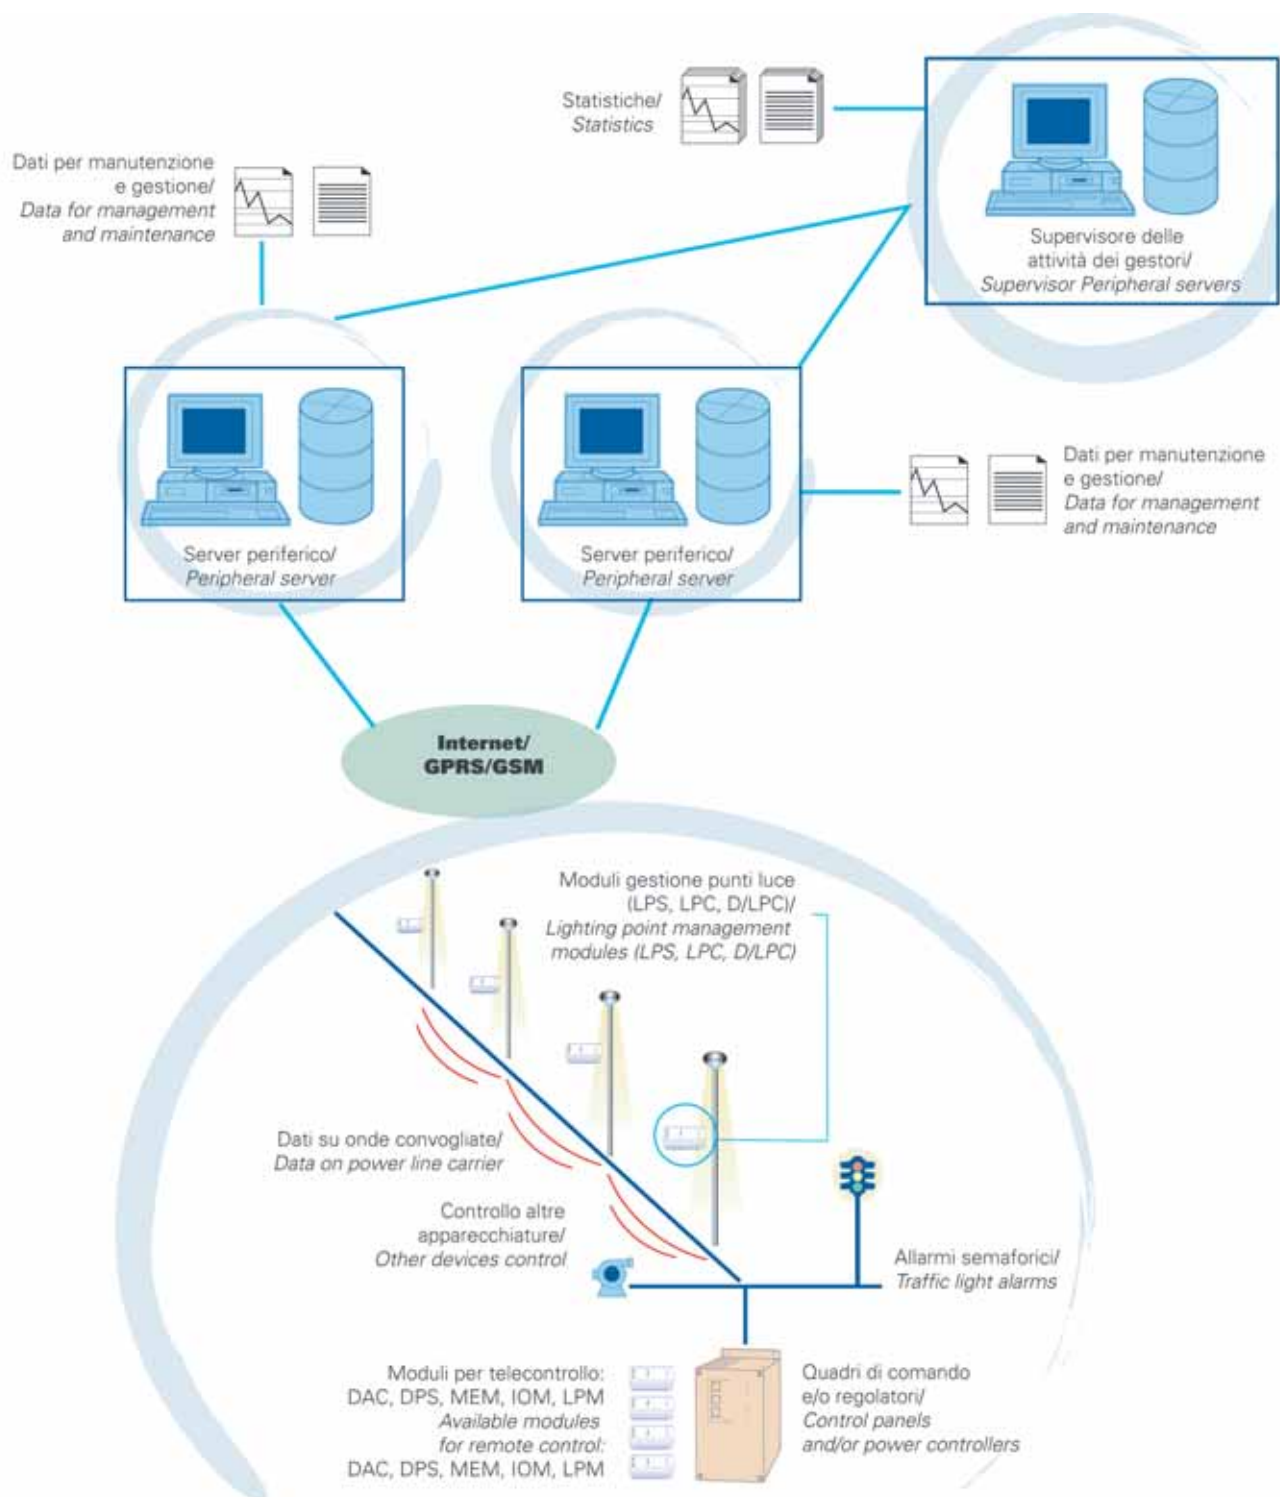 Statistiche/
Statistics
Dati per manutenzione
e gestione/
Data for management
and maintenance
Supervisore delle
attività dei gestori/
Supervisor Peripheral servers
Server periferico/
Peripheral server
Server periferico/
Peripheral server
Dati per manutenzione
e gestione/
Data for management
and maintenance
Internet/
GPRS/GSM
Moduli gestione punti luce
(LPS, LPC, D/LPC)/
Lighting point management
modules (LPS, LPC, D/LPC)
Dati su onde convogliate/
Data on power line carrier
Controllo altre
apparecchiature/
Other devices control
Allarmi semaforici/
Traffic light alarms
Moduli per telecontrollo:
DAC, DPS, MEM, IOM, LPM
Available modules
for remote control:
DAC, DPS, MEM, IOM, LPM
Quadri di comando
e/o regolatori/
Control panels
and/or power controllers